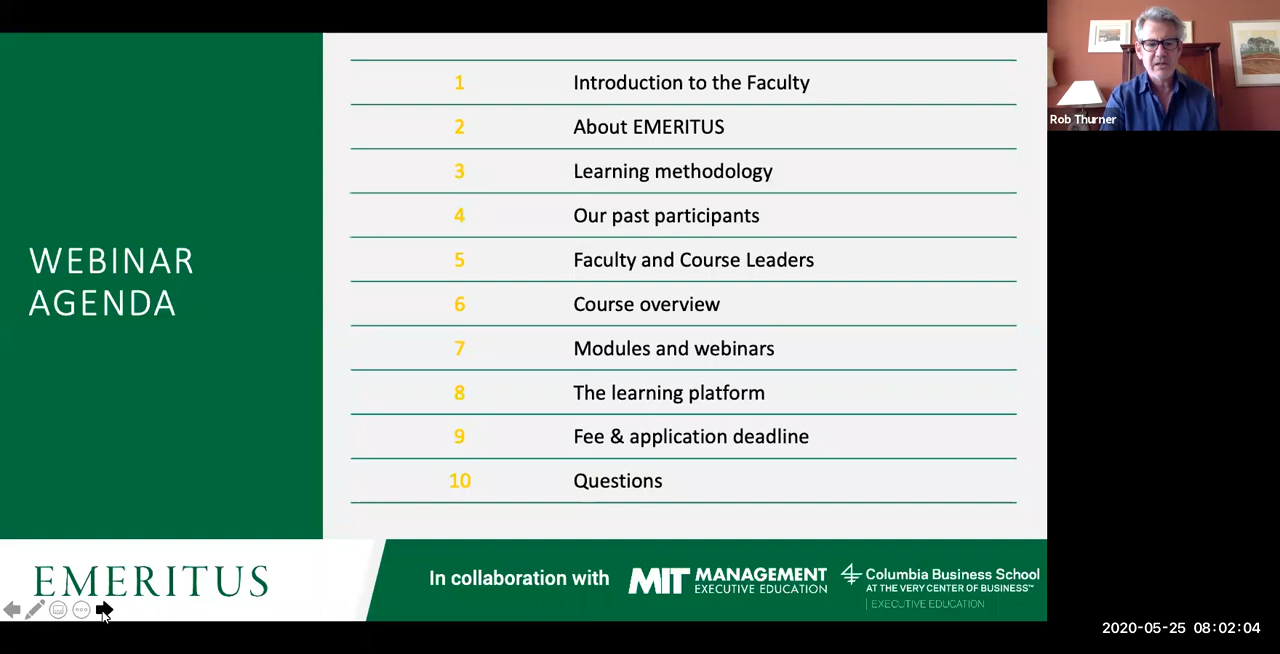 WEBINAR
AGENDA
1 Introduction to the Faculty
2 About EMERITUS
3 Learning methodology
4 Our past participants
5 Faculty and Course Leaders
6 Course overview
7 Modules and webinars
8 The learning platform
9 Fee & application deadline
10 Questions
Rob Thurner
EMERITUS
In collaboration with
MIT MANAGEMENT
EXECUTIVE EDUCATION
Columbia Business School
AT THE VERY CENTER OF BUSINESS™
EXECUTIVE EDUCATION
2020-05-25 08:02:04